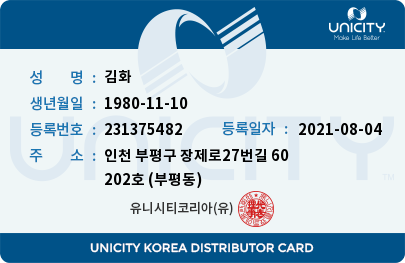 UNICITY
Make Life Better
성 명 : 김화
생년월일 : 1980-11-10
등록번호 : 231375482 등록일자 : 2021-08-04
주 소 : 인천 부평구 장제로27번길 60
202호 (부평동)
UNICITY
유니시티코리아(유)
UNICITY KOREA DISTRIBUTOR CARD